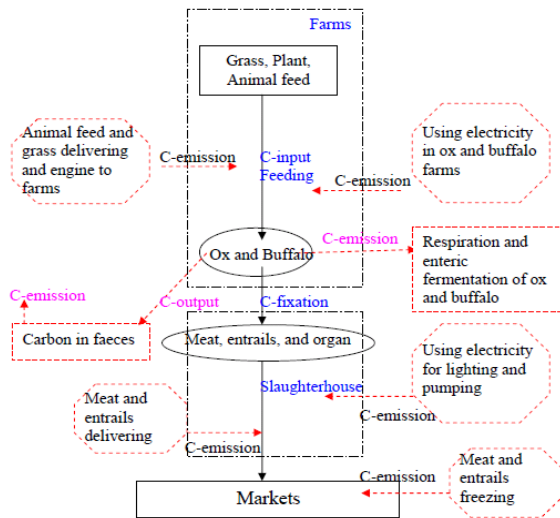 Farms
Grass, Plant,
Animal feed
Animal feed and
grass delivering
and engine to
farms
C-emission
C-input
Feeding
C-emission
Using electricity
in ox and buffalo
farms
C-emission
Ox and Buffalo
Respiration and
enteric
fermentation of ox
and buffalo
C-emission
C-output
C-fixation
Carbon in faeces
Meat, entrails, and organ
Using electricity
for lighting and
pumping
Slaughterhouse
C-emission
Meat and
entrails
delivering
C-emission
C-emission
Meat and
entrails
freezing
Markets